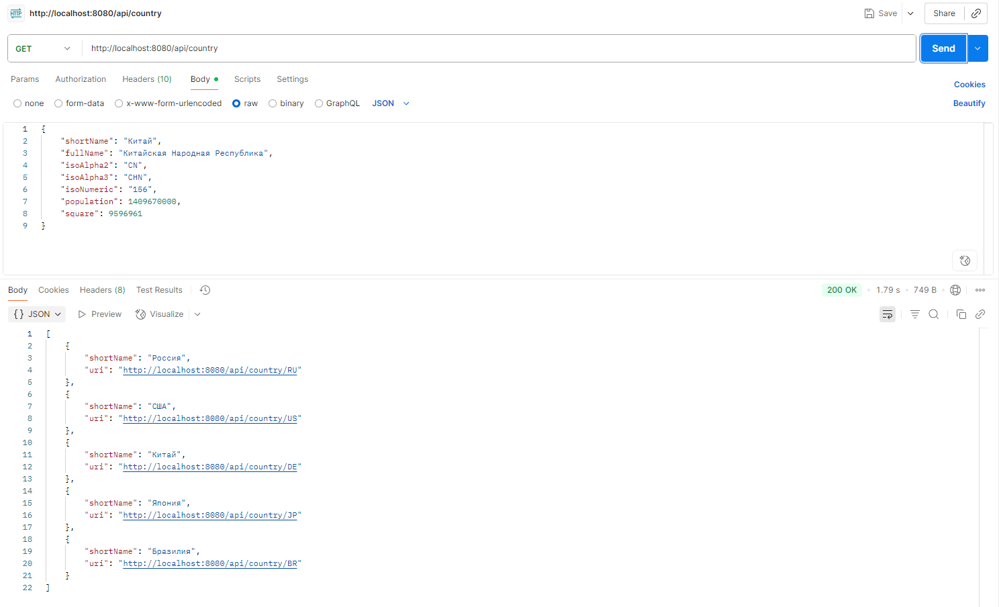 HTTP http://localhost:8080/api/country Save Share
GET http://localhost:8080/api/country Send
Params Authorization Headers (10) Body Scripts Settings Cookies
none form-data x-www-form-urlencoded raw binary GraphQL JSON Beautify
1 {
2 "shortName": "Китай",
3 "fullName": "Китайская Народная Республика",
4 "isoAlpha2": "CN",
5 "isoAlpha3": "CHN",
6 "isoNumeric": "156",
7 "population": 1409670000,
8 "square": 9596961
9 }
Body Cookies Headers (8) Test Results 200 OK • 1.79 s • 749 B •
{} JSON Preview Visualize
1 [
2 {
3 "shortName": "Россия",
4 "uri": "http://localhost:8080/api/country/RU"
5 },
6 {
7 "shortName": "США",
8 "uri": "http://localhost:8080/api/country/US"
9 },
10 {
11 "shortName": "Китай",
12 "uri": "http://localhost:8080/api/country/DE"
13 },
14 {
15 "shortName": "Япония",
16 "uri": "http://localhost:8080/api/country/JP"
17 },
18 {
19 "shortName": "Бразилия",
20 "uri": "http://localhost:8080/api/country/BR"
21 }
22 ]